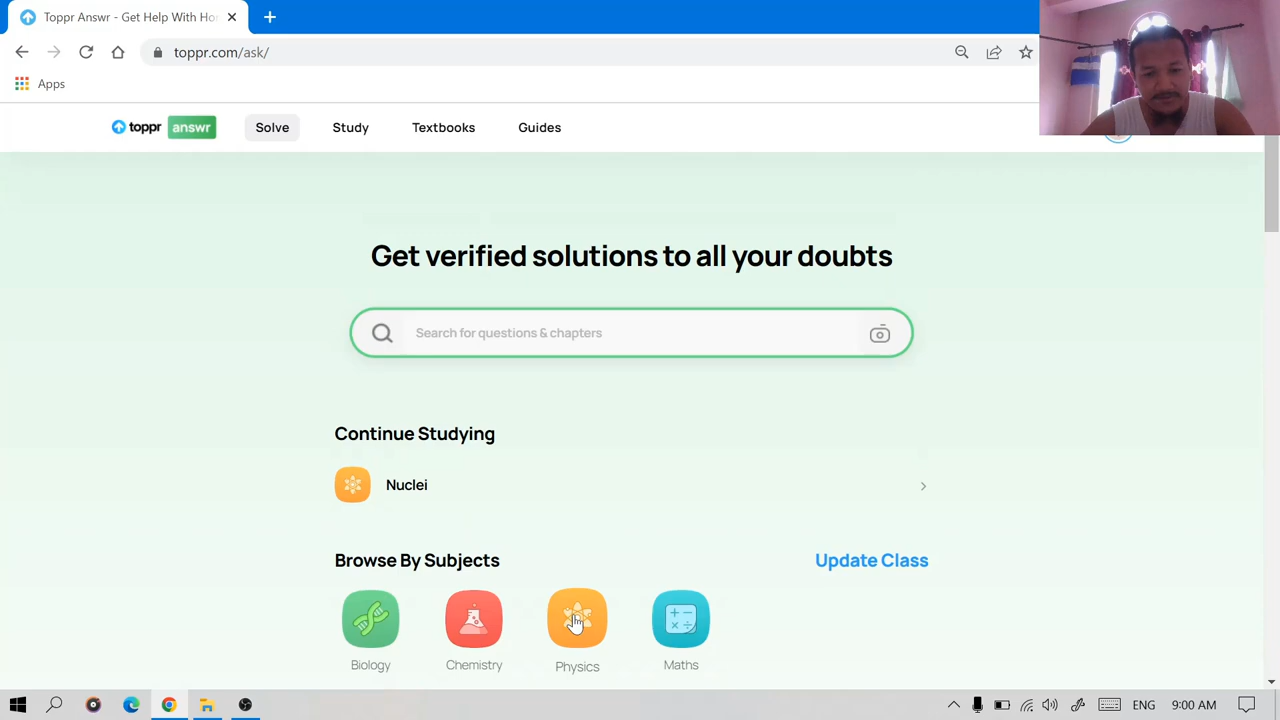 Toppr Answr - Get Help With Ho
toppr.com/ask/
Apps
toppr answr
Solve
Study
Textbooks
Guides
Get verified solutions to all your doubts
Search for questions & chapters
Continue Studying
Nuclei
Browse By Subjects
Update Class
Biology
Chemistry
Physics
Maths
ENG
9:00 AM